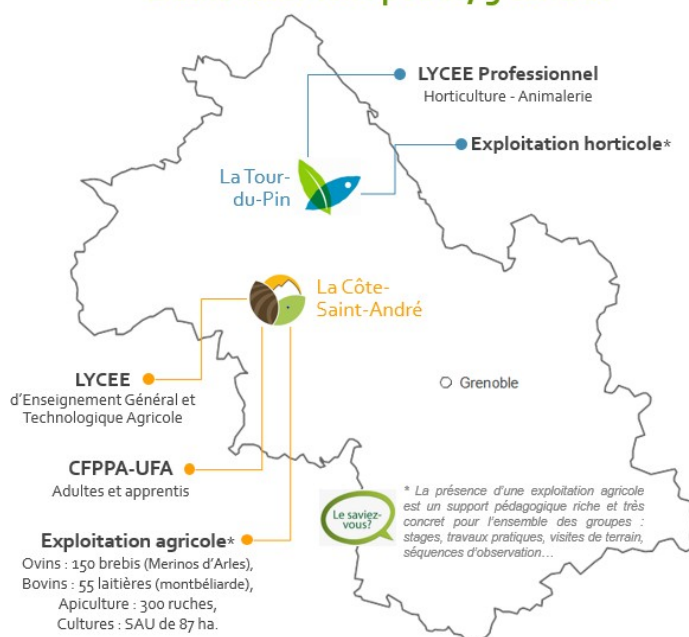 LYCEE Professionnel
Horticulture - Animalerie
Exploitation horticole*
La Tour-
du-Pin
La Côte-
Saint-André
LYCEE
d'Enseignement Général et
Technologique Agricole
Grenoble
CFPPA-UFA
Adultes et apprentis
Le saviez-
vous?
* La présence d'une exploitation agricole
est un support pédagogique riche et très
concret pour l'ensemble des groupes :
stages, travaux pratiques, visites de terrain,
séquences d'observation…
Exploitation agricole*
Ovins : 150 brebis (Merinos d'Arles),
Bovins : 55 laitières (montbéliarde),
Apiculture : 300 ruches,
Cultures : SAU de 87 ha.